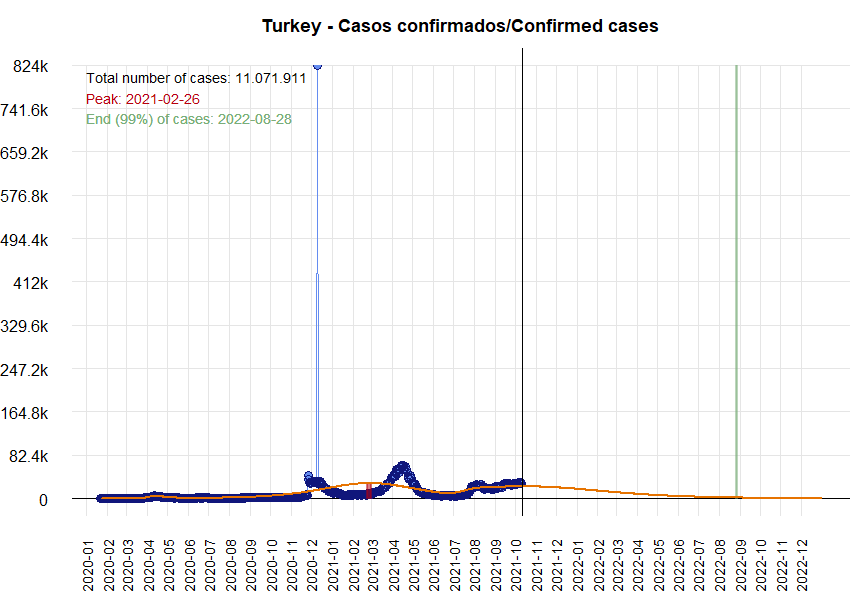 Turkey - Casos confirmados/Confirmed cases
824k
Total number of cases: 11.071.911
Peak: 2021-02-26
741.6k
End (99%) of cases: 2022-08-28
659.2k
576.8k
494.4k
412k
329.6k
247.2k
164.8k
82.4k
0
2020-01
2020-02
2020-03
2020-04
2020-05
2020-06
2020-07
2020-08
2020-09
2020-10
2020-11
2020-12
2021-01
2021-02
2021-03
2021-04
2021-05
2021-06
2021-07
2021-08
2021-09
2021-10
2021-11
2021-12
2022-01
2022-02
2022-03
2022-04
2022-05
2022-06
2022-07
2022-08
2022-09
2022-10
2022-11
2022-12